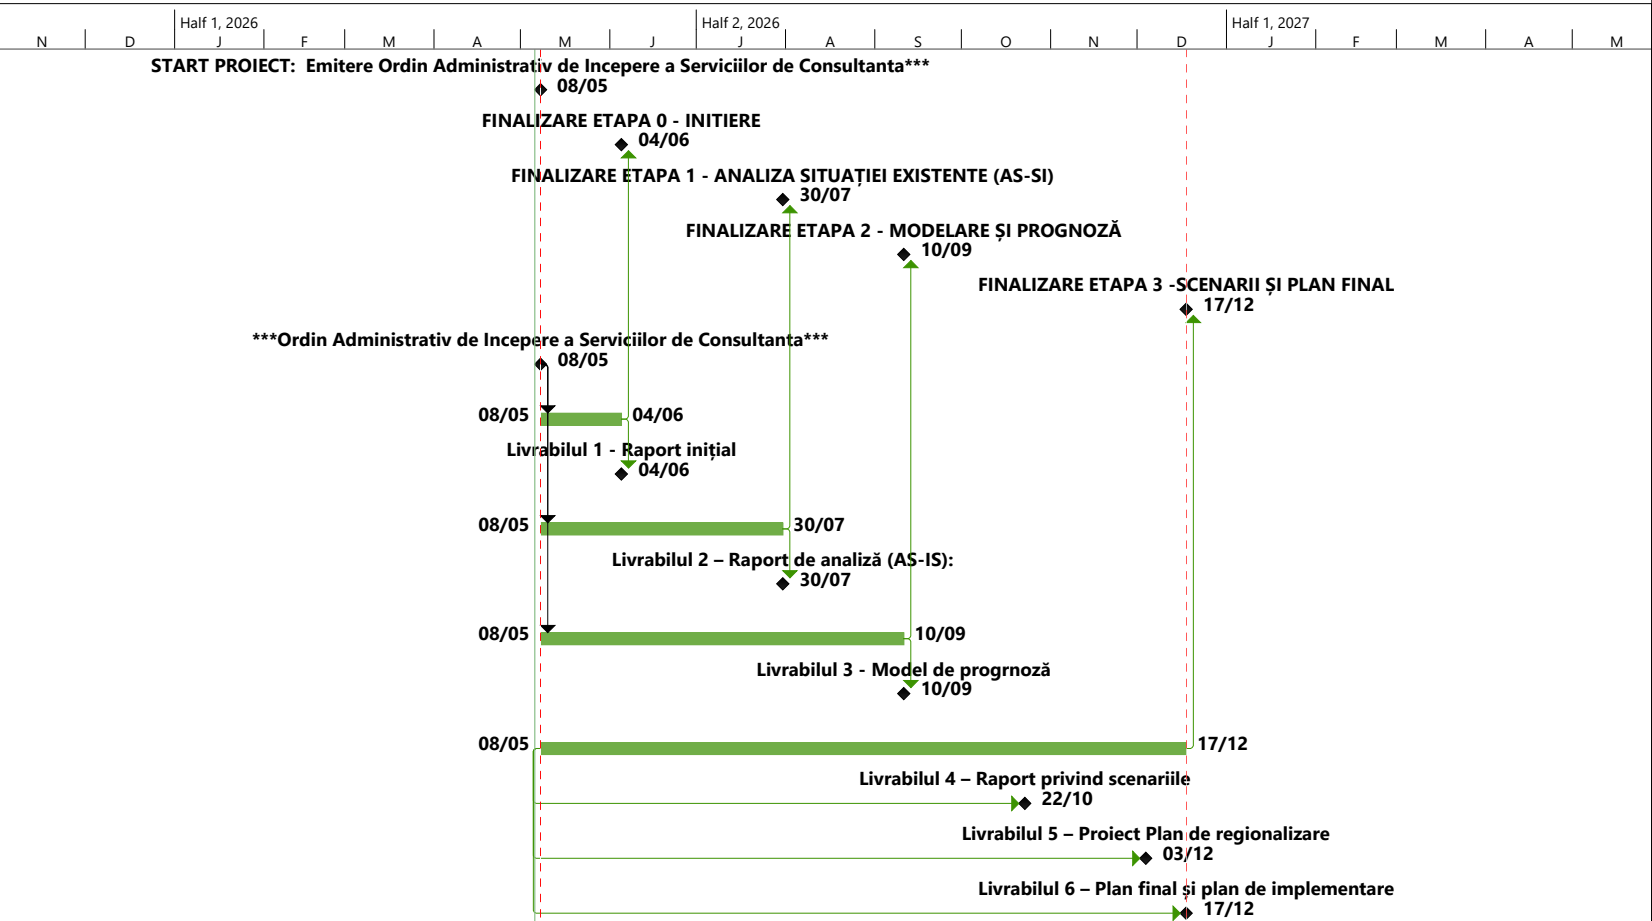 Half 1, 2026 Half 2, 2026 Half 1, 2027
N D J F M A M J J A S O N D J F M A M
START PROIECT: Emitere Ordin Administrativ de Incepere a Serviciilor de Consultanta***
08/05
FINALIZARE ETAPA 0 - INITIERE
04/06
FINALIZARE ETAPA 1 - ANALIZA SITUAȚIEI EXISTENTE (AS-SI)
30/07
FINALIZARE ETAPA 2 - MODELARE ȘI PROGNOZĂ
10/09
FINALIZARE ETAPA 3 -SCENARII ȘI PLAN FINAL
17/12
***Ordin Administrativ de Incepere a Serviciilor de Consultanta***
08/05
08/05 04/06
Livrabilul 1 - Raport inițial
04/06
08/05 30/07
Livrabilul 2 – Raport de analiză (AS-IS):
30/07
08/05 10/09
Livrabilul 3 - Model de progrnoză
10/09
08/05 17/12
Livrabilul 4 – Raport privind scenariile
22/10
Livrabilul 5 – Proiect Plan de regionalizare
03/12
Livrabilul 6 – Plan final și plan de implementare
17/12